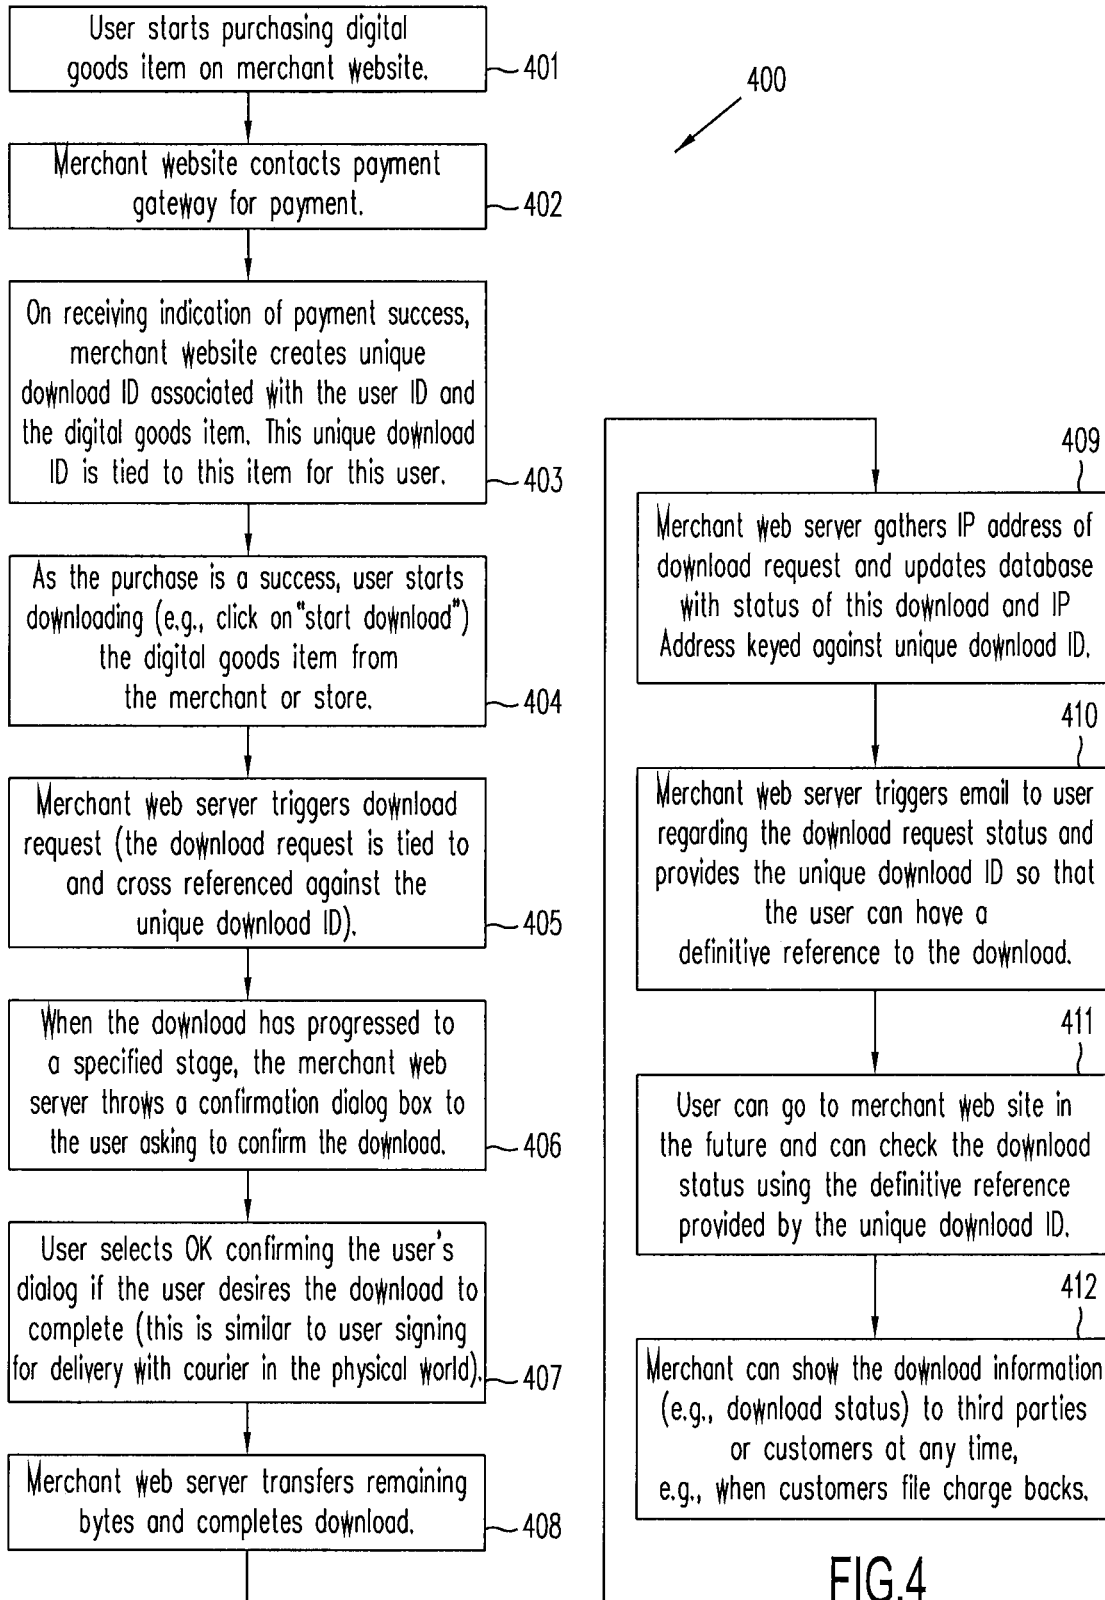 User starts purchasing digital
goods item on merchant website.
401
400
Merchant website contacts payment
gateway for payment.
402
On receiving indication of payment success,
merchant website creates unique
download ID associated with the user ID and
the digital goods item. This unique download
ID is tied to this item for this user.
403
As the purchase is a success, user starts
downloading (e.g., click on "start download")
the digital goods item from
the merchant or store.
404
Merchant web server triggers download
request (the download request is tied to
and cross referenced against the
unique download ID).
405
When the download has progressed to
a specified stage, the merchant web
server throws a confirmation dialog box to
the user asking to confirm the download.
406
User selects OK confirming the user's
dialog if the user desires the download to
complete (this is similar to user signing
for delivery with courier in the physical world).
407
Merchant web server transfers remaining
bytes and completes download.
408
409
Merchant web server gathers IP address of
download request and updates database
with status of this download and IP
Address keyed against unique download ID.
410
Merchant web server triggers email to user
regarding the download request status and
provides the unique download ID so that
the user can have a
definitive reference to the download.
411
User can go to merchant web site in
the future and can check the download
status using the definitive reference
provided by the unique download ID.
412
Merchant can show the download information
(e.g., download status) to third parties
or customers at any time,
e.g., when customers file charge backs.
FIG.4